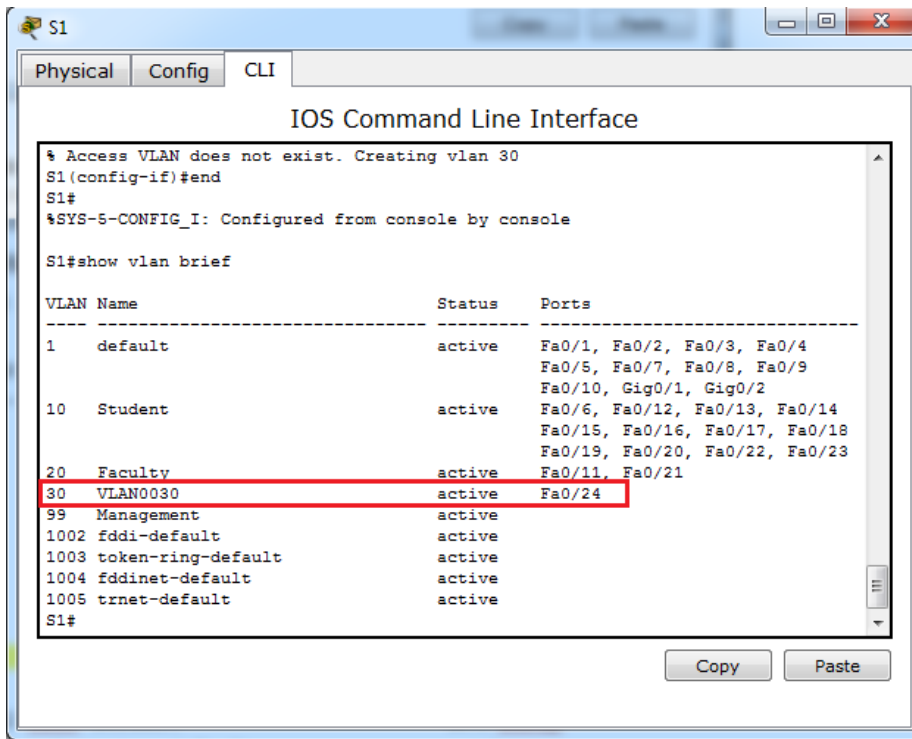 S1
Physical Config CLI
IOS Command Line Interface
% Access VLAN does not exist. Creating vlan 30
S1(config-if)#end
S1#
%SYS-5-CONFIG_I: Configured from console by console
S1#show vlan brief
VLAN Name Status Ports
---- -------------------------------- --------- -------------------------------
1 default active Fa0/1, Fa0/2, Fa0/3, Fa0/4
Fa0/5, Fa0/7, Fa0/8, Fa0/9
Fa0/10, Gig0/1, Gig0/2
10 Student active Fa0/6, Fa0/12, Fa0/13, Fa0/14
Fa0/15, Fa0/16, Fa0/17, Fa0/18
Fa0/19, Fa0/20, Fa0/22, Fa0/23
20 Faculty active Fa0/11, Fa0/21
30 VLAN0030 active Fa0/24
99 Management active
1002 fddi-default active
1003 token-ring-default active
1004 fddinet-default active
1005 trnet-default active
S1#
Copy Paste